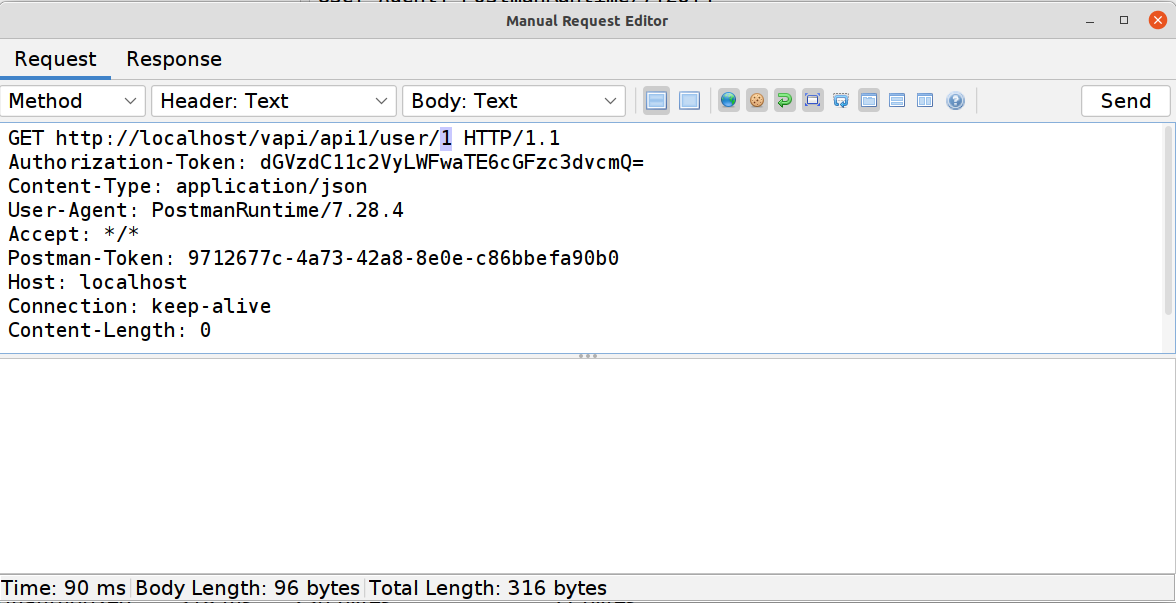 Manual Request Editor
Request Response
Method Header: Text Body: Text Send
GET http://localhost/vapi/api1/user/1 HTTP/1.1
Authorization-Token: dGVzdC11c2VyLWFwaTE6cGFzc3dvcmQ=
Content-Type: application/json
User-Agent: PostmanRuntime/7.28.4
Accept: */*
Postman-Token: 9712677c-4a73-42a8-8e0e-c86bbefa90b0
Host: localhost
Connection: keep-alive
Content-Length: 0
Time: 90 ms Body Length: 96 bytes Total Length: 316 bytes